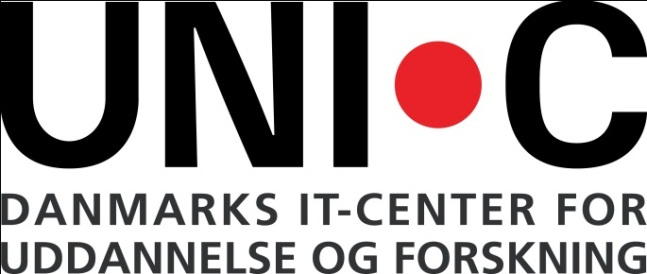 UNI•C
DANMARKS IT-CENTER FOR
UDDANNELSE OG FORSKNING